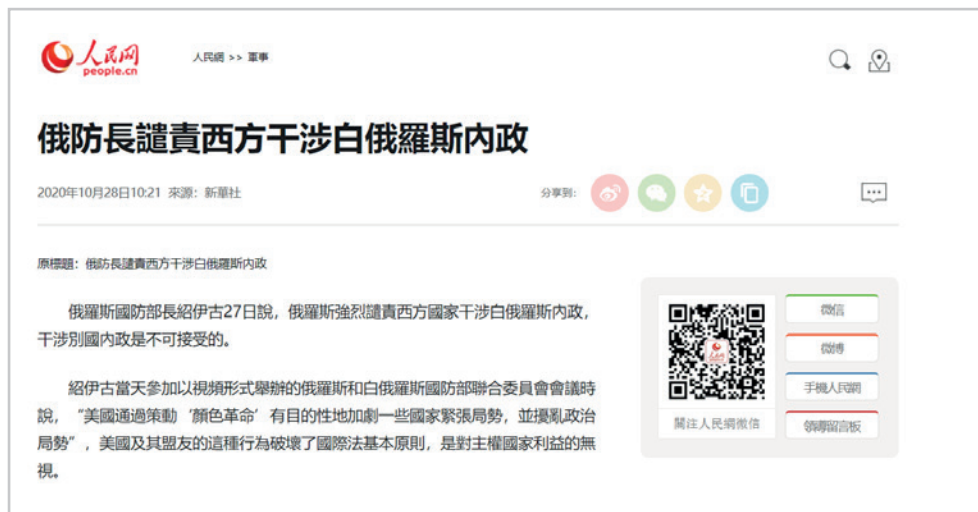 人民网
people.cn
人民網 >> 軍事
俄防長譴責西方干涉白俄羅斯內政
2020年10月28日10:21 來源：新華社
分享到：
原標題：俄防長譴責西方干涉白俄羅斯內政
俄羅斯國防部長紹伊古27日說，俄羅斯強烈譴責西方國家干涉白俄羅斯內政，
干涉別國內政是不可接受的。
紹伊古當天參加以視頻形式舉辦的俄羅斯和白俄羅斯國防部聯合委員會會議時
說，“美國通過策動‘顏色革命’有目的性地加劇一些國家緊張局勢，並擾亂政治
局勢”，美國及其盟友的這種行為破壞了國際法基本原則，是對主權國家利益的無
視。
微信
微博
手機人民網
領導留言板
關注人民網微信